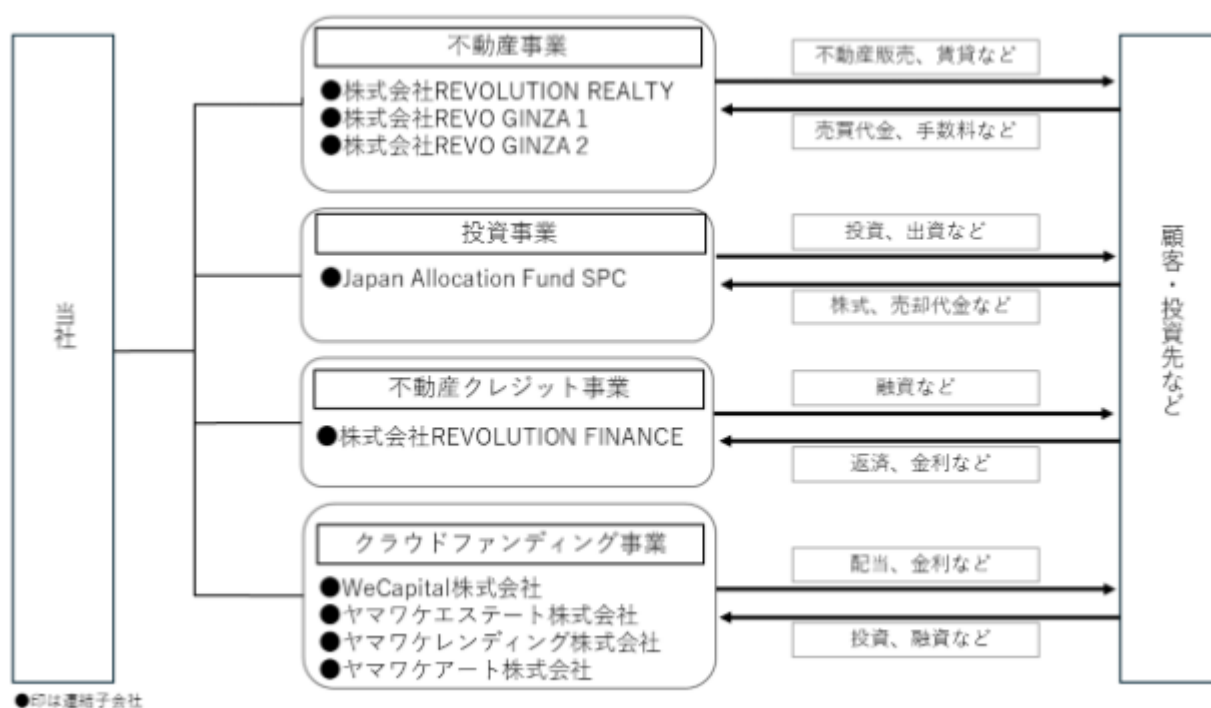 当社
不動産事業
●株式会社REVOLUTION REALTY
●株式会社REVO GINZA 1
●株式会社REVO GINZA 2
不動産販売、賃貸など
売買代金、手数料など
投資事業
●Japan Allocation Fund SPC
投資、出資など
株式、売却代金など
不動産クレジット事業
●株式会社REVOLUTION FINANCE
融資など
返済、金利など
クラウドファンディング事業
●WeCapital株式会社
●ヤマワケエステート株式会社
●ヤマワケレンディング株式会社
●ヤマワケアート株式会社
配当、金利など
投資、融資など
顧客・投資先など
●印は連結子会社